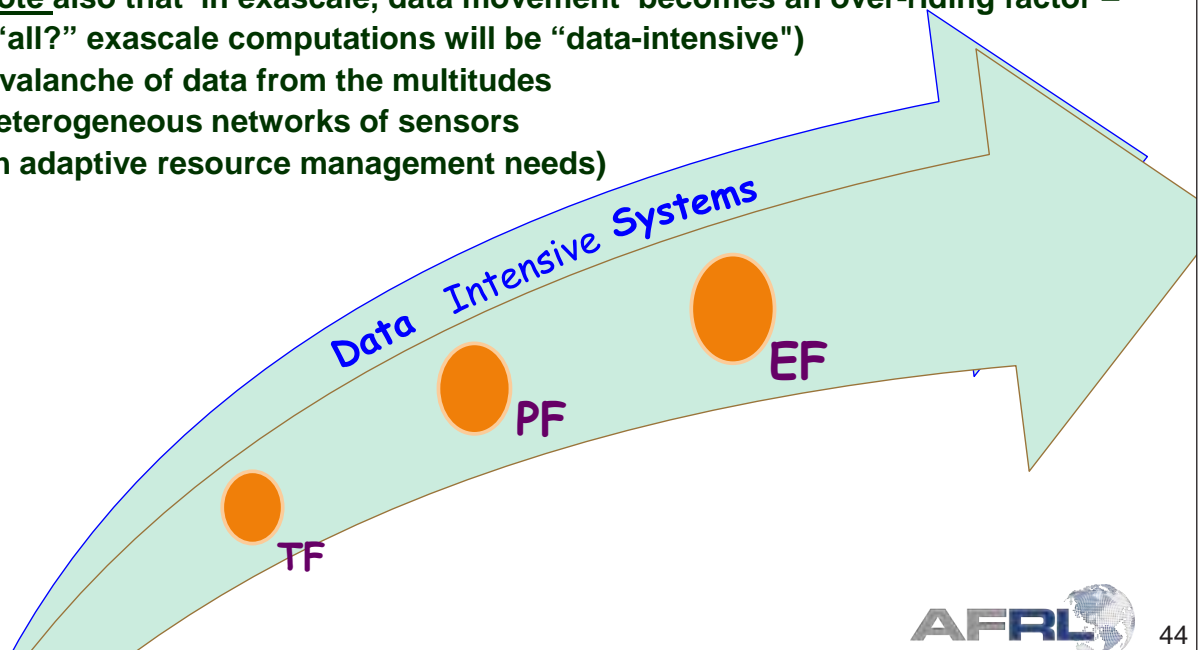 ote also that 'in exascale, data movement' becomes an over-riding factor –
“all?” exascale computations will be “data-intensive")
valanche of data from the multitudes
eterogeneous networks of sensors
n adaptive resource management needs)
Data Intensive Systems
EF
PF
TF
AFRL
44